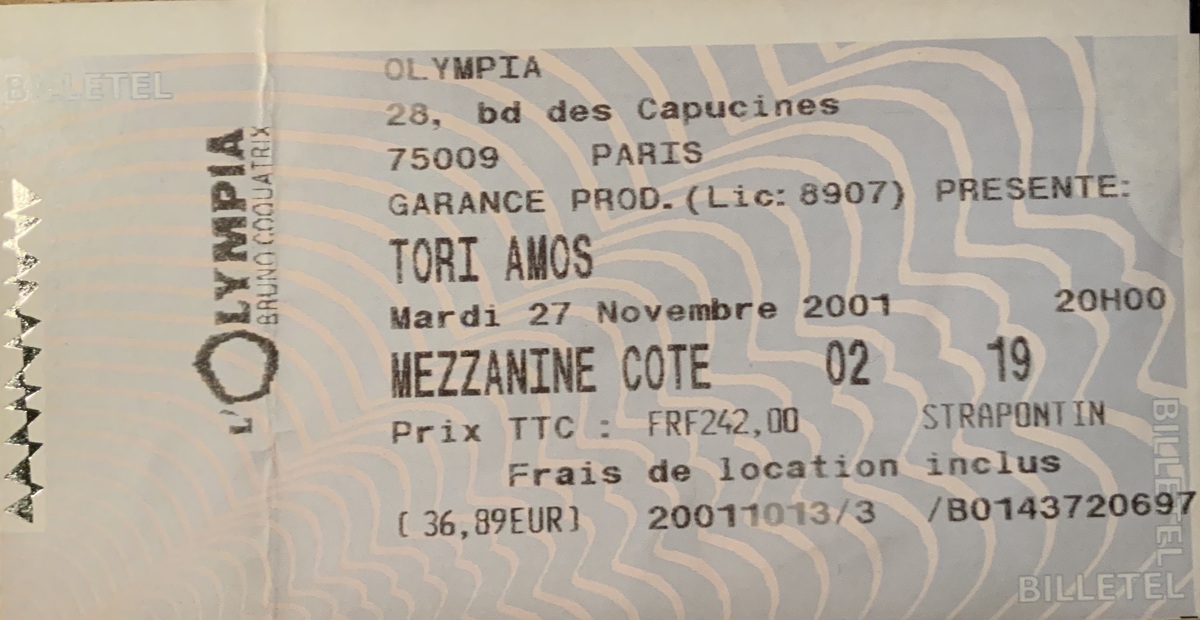 BILLETEL
L'OLYMPIA
BRUNO COQUATRIX
OLYMPIA
28, bd des Capucines
75009 PARIS
GARANCE PROD.(Lic: 8907) PRESENTE:
TORI AMOS
Mardi 27 Novembre 2001 20H00
MEZZANINE COTE 02 19
Prix TTC : FRF242,00 STRAPONTIN
Frais de location inclus
(36,89EUR) 20011013/3 /B0143720697
BILLETEL
BILLETEL